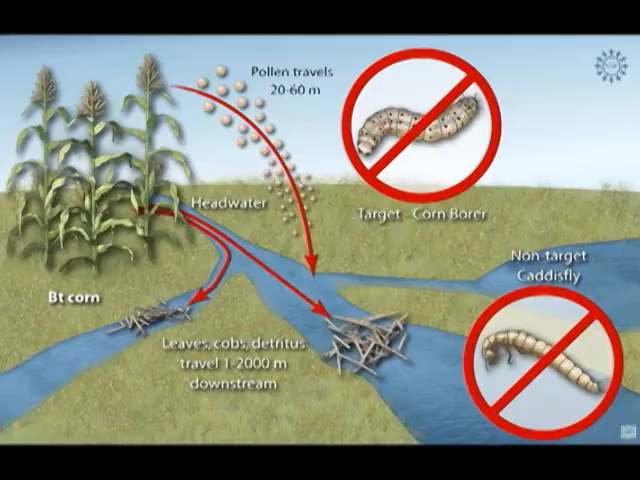 Pollen travels
20-60 m
Headwater
Target - Corn Borer
Non-target
Caddisfly
Bt corn
Leaves, cobs, detritus
travel 1-2000 m
downstream